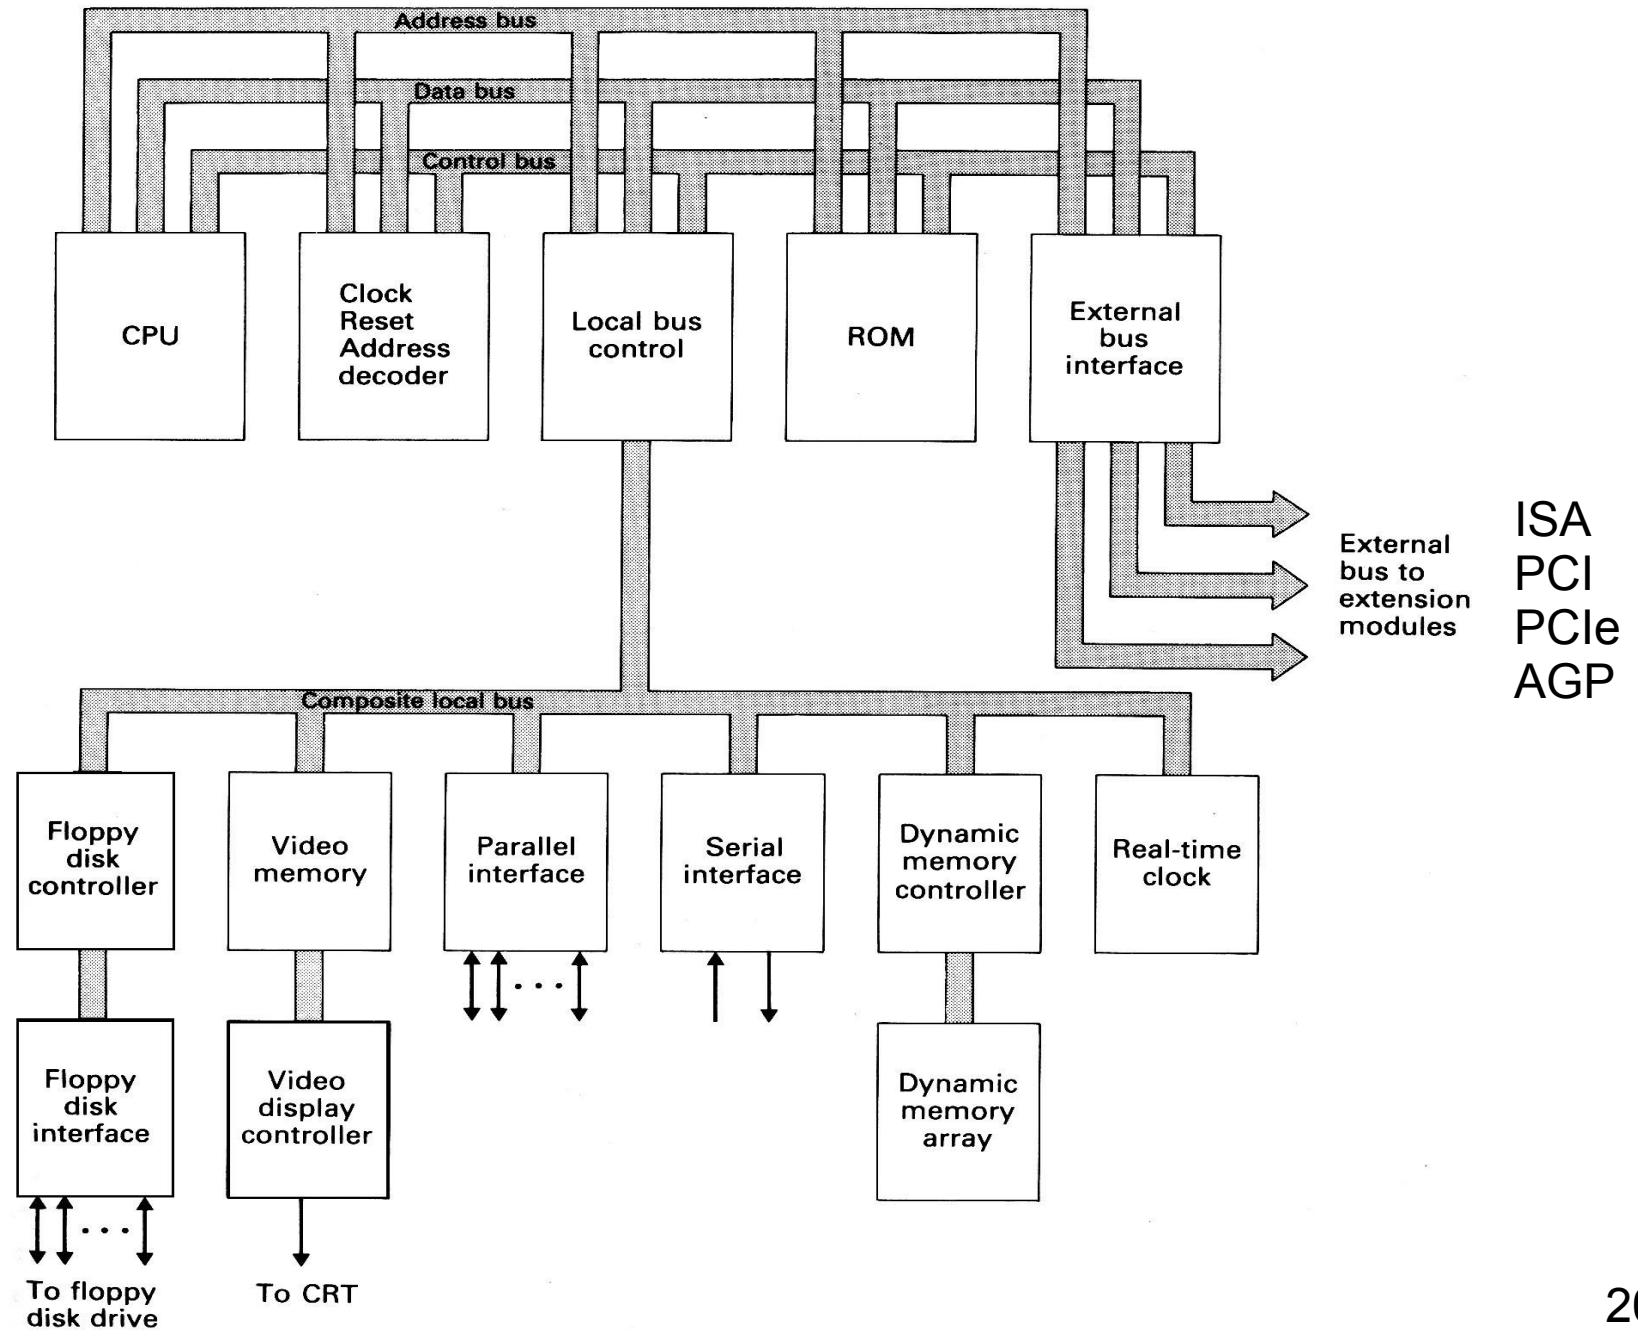 Address bus
Data bus
Control bus
CPU
Clock
Reset
Address
decoder
Local bus
control
ROM
External
bus
interface
External
bus to
extension
modules
ISA
PCI
PCIe
AGP
Composite local bus
Floppy
disk
controller
Video
memory
Parallel
interface
Serial
interface
Dynamic
memory
controller
Real-time
clock
Floppy
disk
interface
Video
display
controller
Dynamic
memory
array
To floppy
disk drive
To CRT